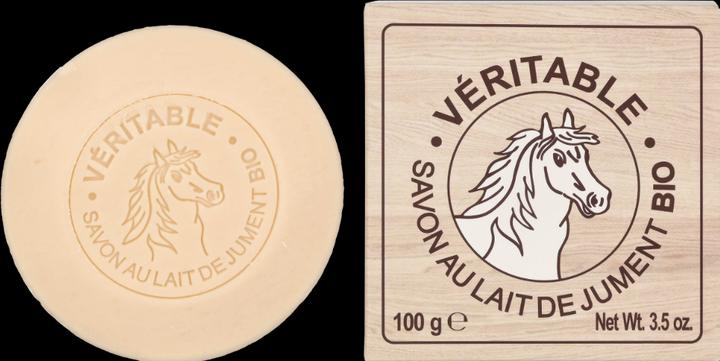 • VÉRITABLE •
SAVON AU LAIT DE JUMENT BIO
• VÉRITABLE •
SAVON AU LAIT DE JUMENT BIO
100 g ℮
Net Wt. 3.5 oz.